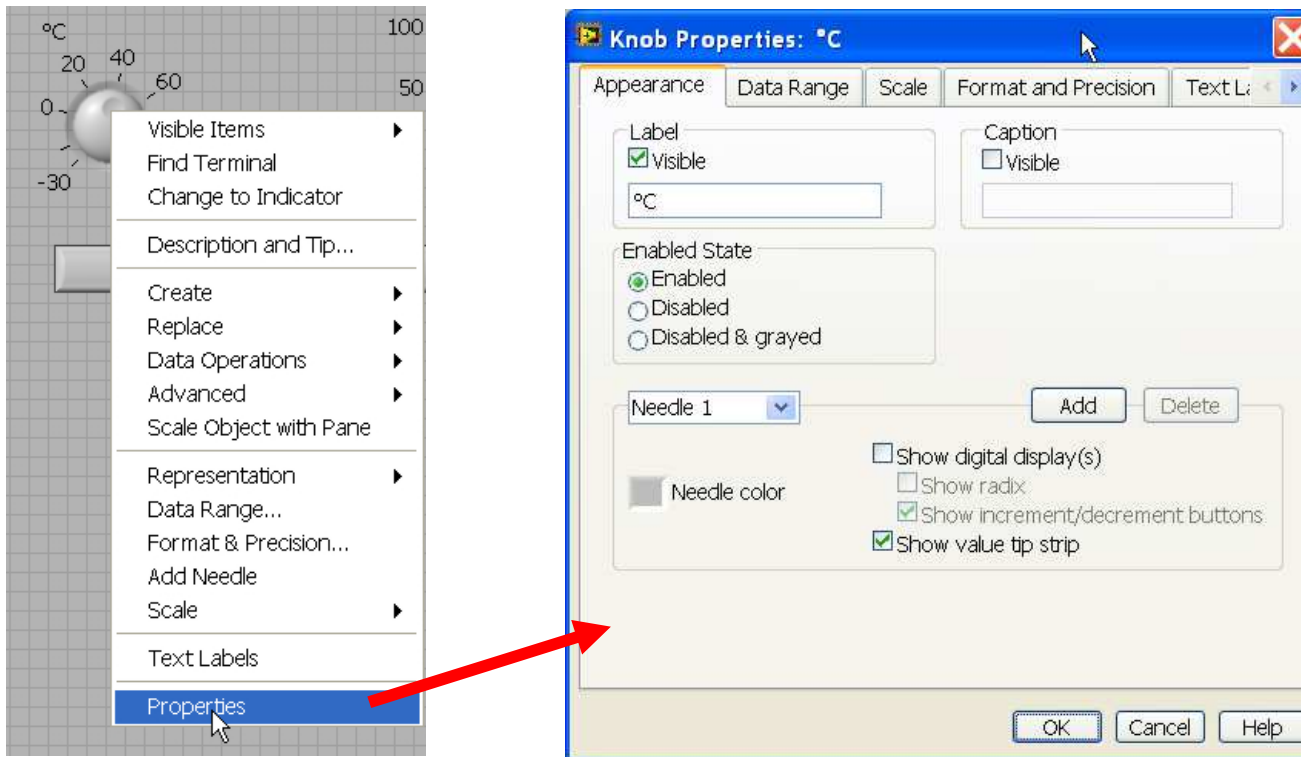 °C
100
20
40
60
50
0
-30
Visible Items
Find Terminal
Change to Indicator
Description and Tip...
Create
Replace
Data Operations
Advanced
Scale Object with Pane
Representation
Data Range...
Format & Precision...
Add Needle
Scale
Text Labels
Properties
Knob Properties: °C
Appearance Data Range Scale Format and Precision Text
Label
Visible
°C
Caption
Visible
Enabled State
Enabled
Disabled
Disabled & grayed
Needle 1
Add Delete
Needle color
Show digital display(s)
Show radix
Show increment/decrement buttons
Show value tip strip
OK Cancel Help